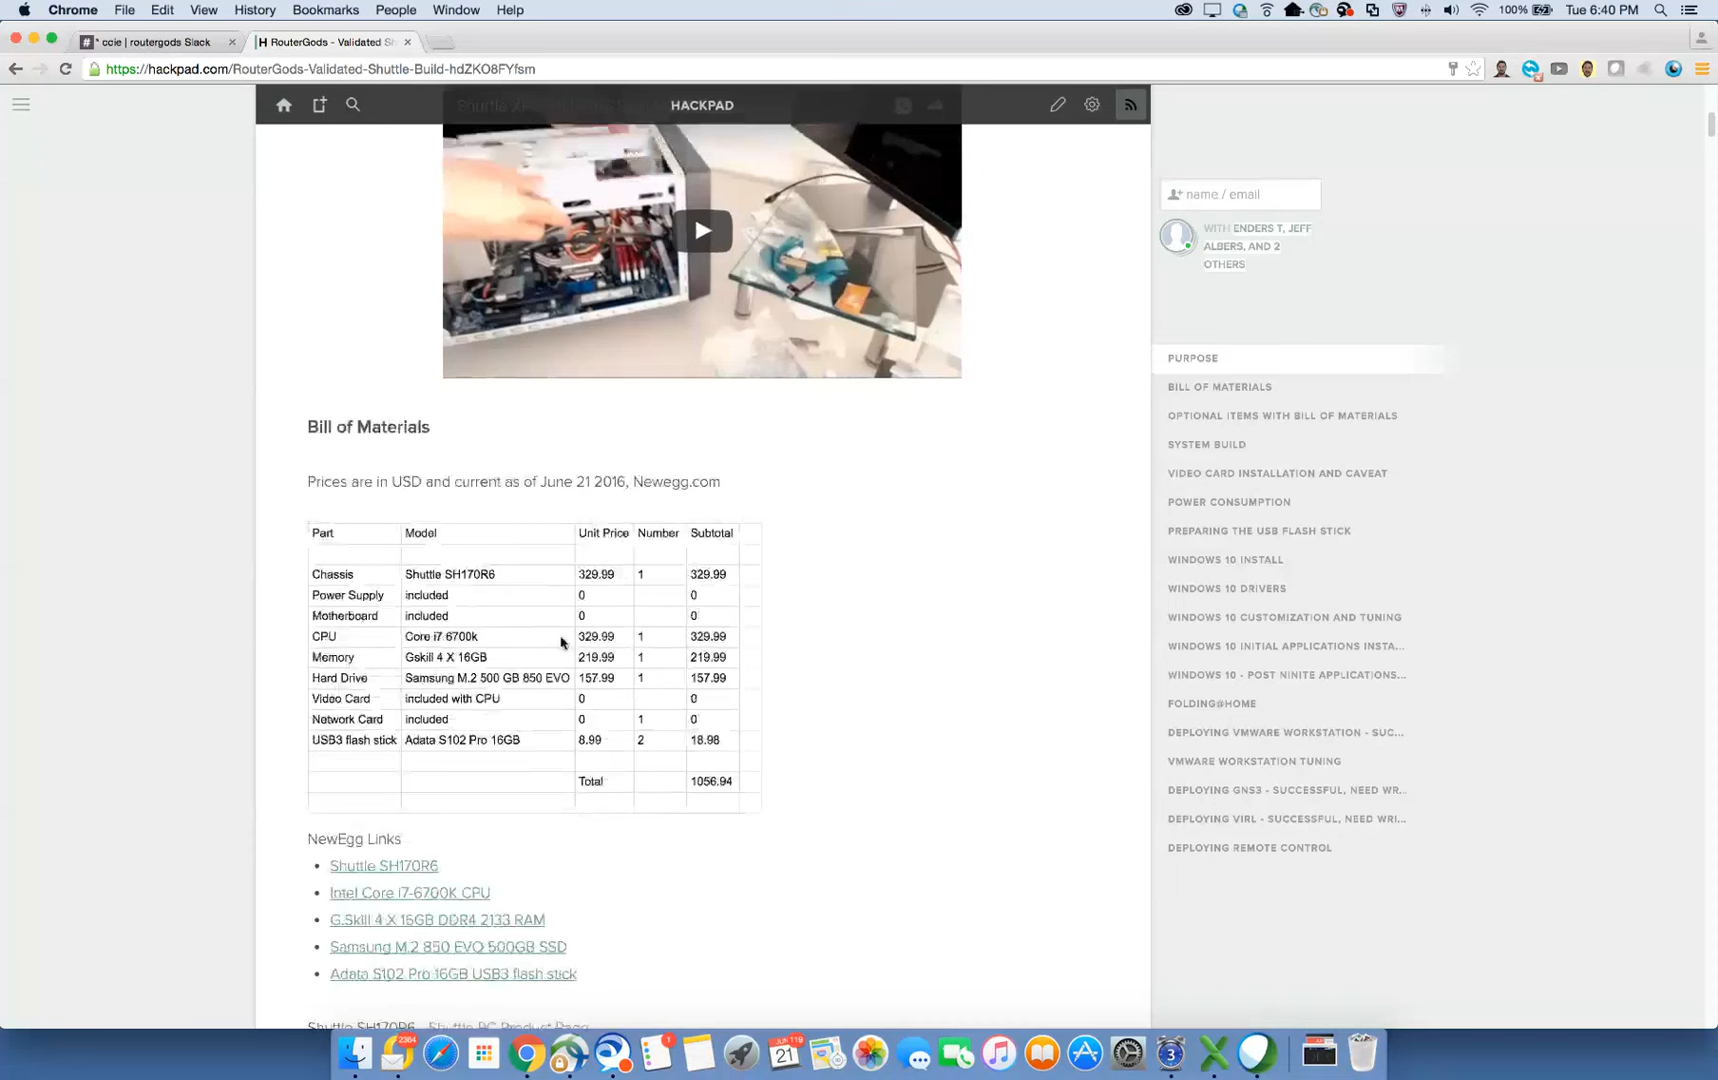 Chrome File Edit View History Bookmarks People Window Help 100% Tue 6:40 PM
* ccie | routergods Slack × H RouterGods - Validated Sh ×
https://hackpad.com/RouterGods-Validated-Shuttle-Build-hdZKO8FYfsm
HACKPAD
name / email
WITH ENDERS T, JEFF
ALBERS, AND 2
OTHERS
PURPOSE
BILL OF MATERIALS
OPTIONAL ITEMS WITH BILL OF MATERIALS
SYSTEM BUILD
VIDEO CARD INSTALLATION AND CAVEAT
POWER CONSUMPTION
PREPARING THE USB FLASH STICK
WINDOWS 10 INSTALL
WINDOWS 10 DRIVERS
WINDOWS 10 CUSTOMIZATION AND TUNING
WINDOWS 10 INITIAL APPLICATIONS INSTA...
WINDOWS 10 - POST NINITE APPLICATIONS...
FOLDING@HOME
DEPLOYING VMWARE WORKSTATION - SUC...
VMWARE WORKSTATION TUNING
DEPLOYING GNS3 - SUCCESSFUL, NEED WR...
DEPLOYING VIRL - SUCCESSFUL, NEED WRI...
DEPLOYING REMOTE CONTROL
Bill of Materials
Prices are in USD and current as of June 21 2016, Newegg.com
Part Model Unit Price Number Subtotal
Chassis Shuttle SH170R6 329.99 1 329.99
Power Supply included 0 0
Motherboard included 0 0
CPU Core i7 6700k 329.99 1 329.99
Memory Gskill 4 X 16GB 219.99 1 219.99
Hard Drive Samsung M.2 500 GB 850 EVO 157.99 1 157.99
Video Card included with CPU 0 0
Network Card included 0 1 0
USB3 flash stick Adata S102 Pro 16GB 8.99 2 18.98
Total 1056.94
NewEgg Links
• Shuttle SH170R6
• Intel Core i7-6700K CPU
• G.Skill 4 X 16GB DDR4 2133 RAM
• Samsung M.2 850 EVO 500GB SSD
• Adata S102 Pro 16GB USB3 flash stick
Shuttle SH170R6 - Shuttle PC Product Page
2364
1
21
3